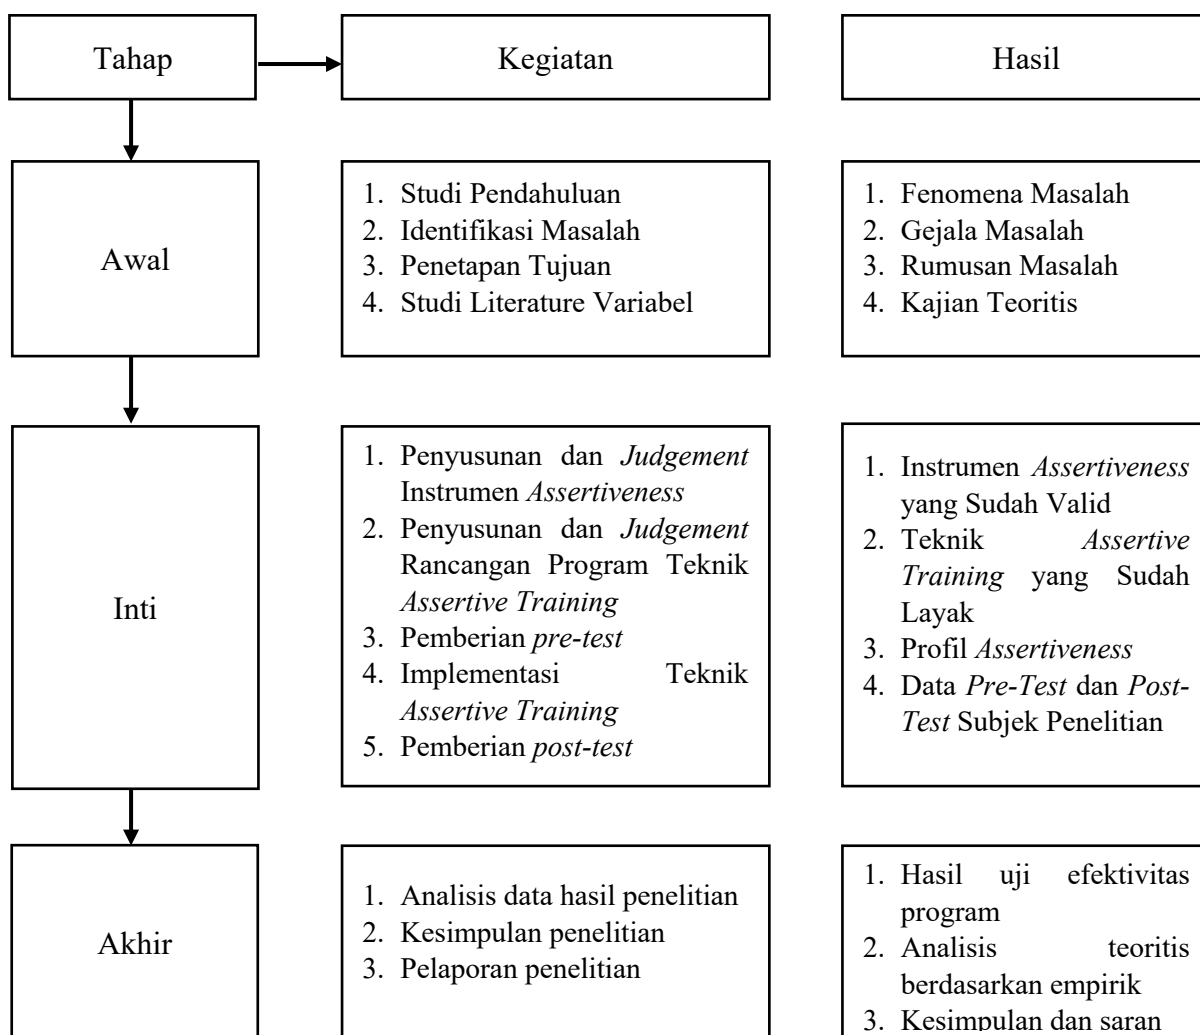 Tahap
Kegiatan
Hasil
Awal
1. Studi Pendahuluan
2. Identifikasi Masalah
3. Penetapan Tujuan
4. Studi Literature Variabel
1. Fenomena Masalah
2. Gejala Masalah
3. Rumusan Masalah
4. Kajian Teoritis
Inti
1. Penyusunan dan Judgement
Instrumen Assertiveness
2. Penyusunan dan Judgement
Rancangan Program Teknik
Assertive Training
3. Pemberian pre-test
4. Implementasi Teknik
Assertive Training
5. Pemberian post-test
1. Instrumen Assertiveness
yang Sudah Valid
2. Teknik Assertive
Training yang Sudah
Layak
3. Profil Assertiveness
4. Data Pre-Test dan Post-
Test Subjek Penelitian
Akhir
1. Analisis data hasil penelitian
2. Kesimpulan penelitian
3. Pelaporan penelitian
1. Hasil uji efektivitas
program
2. Analisis teoritis
berdasarkan empirik
3. Kesimpulan dan saran